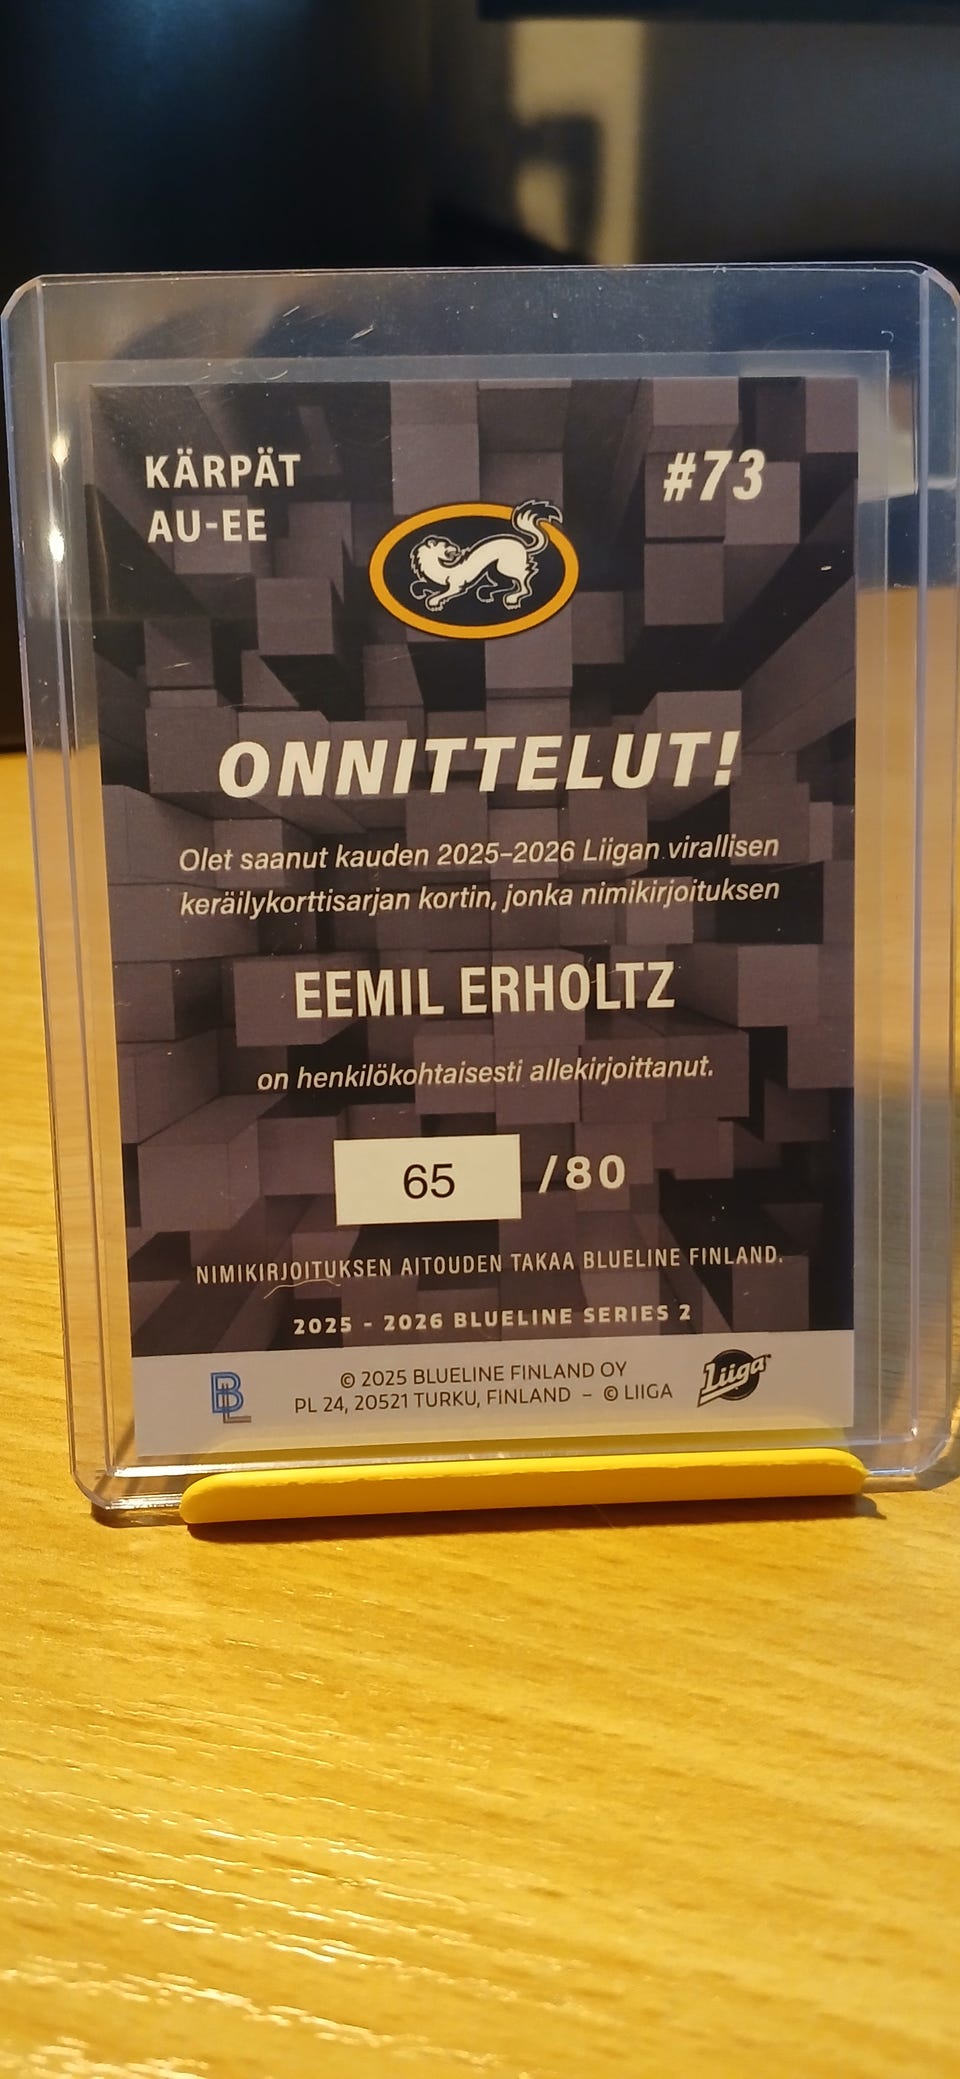 KÄRPÄT
AU-EE
#73
ONNITTELUT!
Olet saanut kauden 2025–2026 Liigan virallisen
keräilykorttisarjan kortin, jonka nimikirjoituksen
EEMIL ERHOLTZ
on henkilökohtaisesti allekirjoittanut.
65 /80
NIMIKIRJOITUKSEN AITOUDEN TAKAA BLUELINE FINLAND.
2025 - 2026 BLUELINE SERIES 2
BL
© 2025 BLUELINE FINLAND OY
PL 24, 20521 TURKU, FINLAND – © LIIGA
Liiga